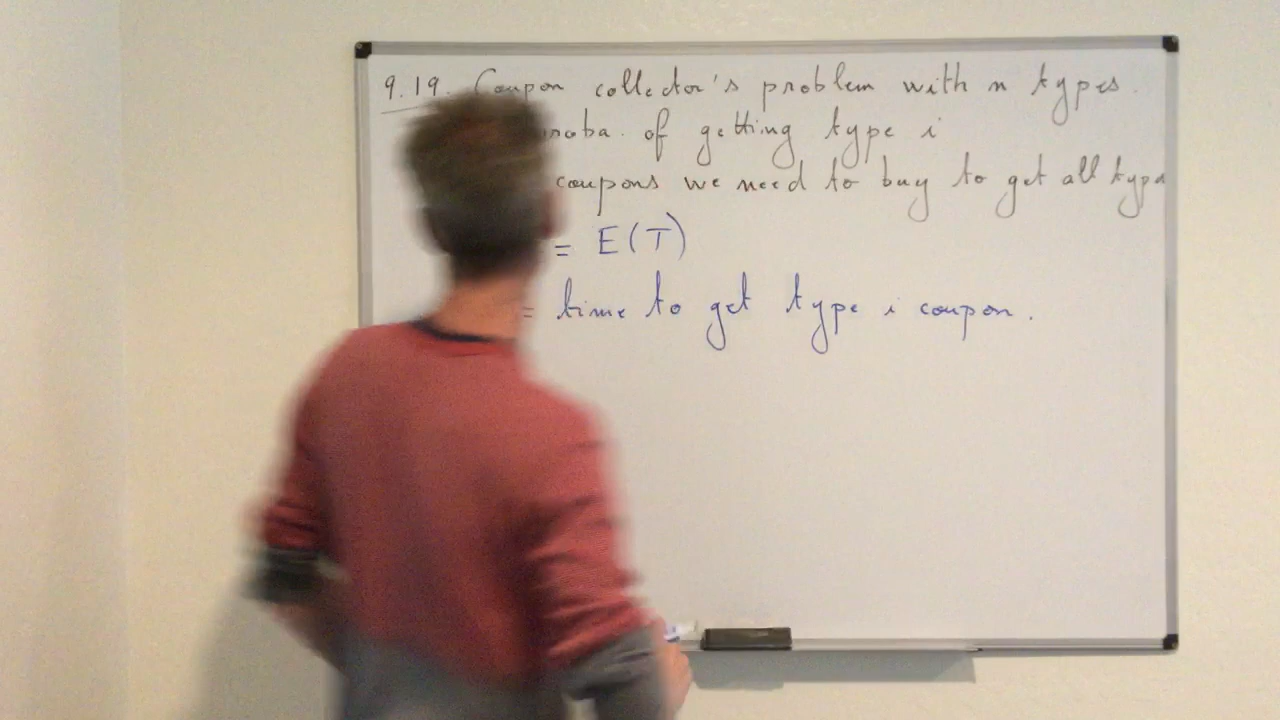 9.19. Coupon collector's problem with n types.
proba. of getting type i
coupons we need to buy to get all types
= E(T)
= time to get type i coupon.